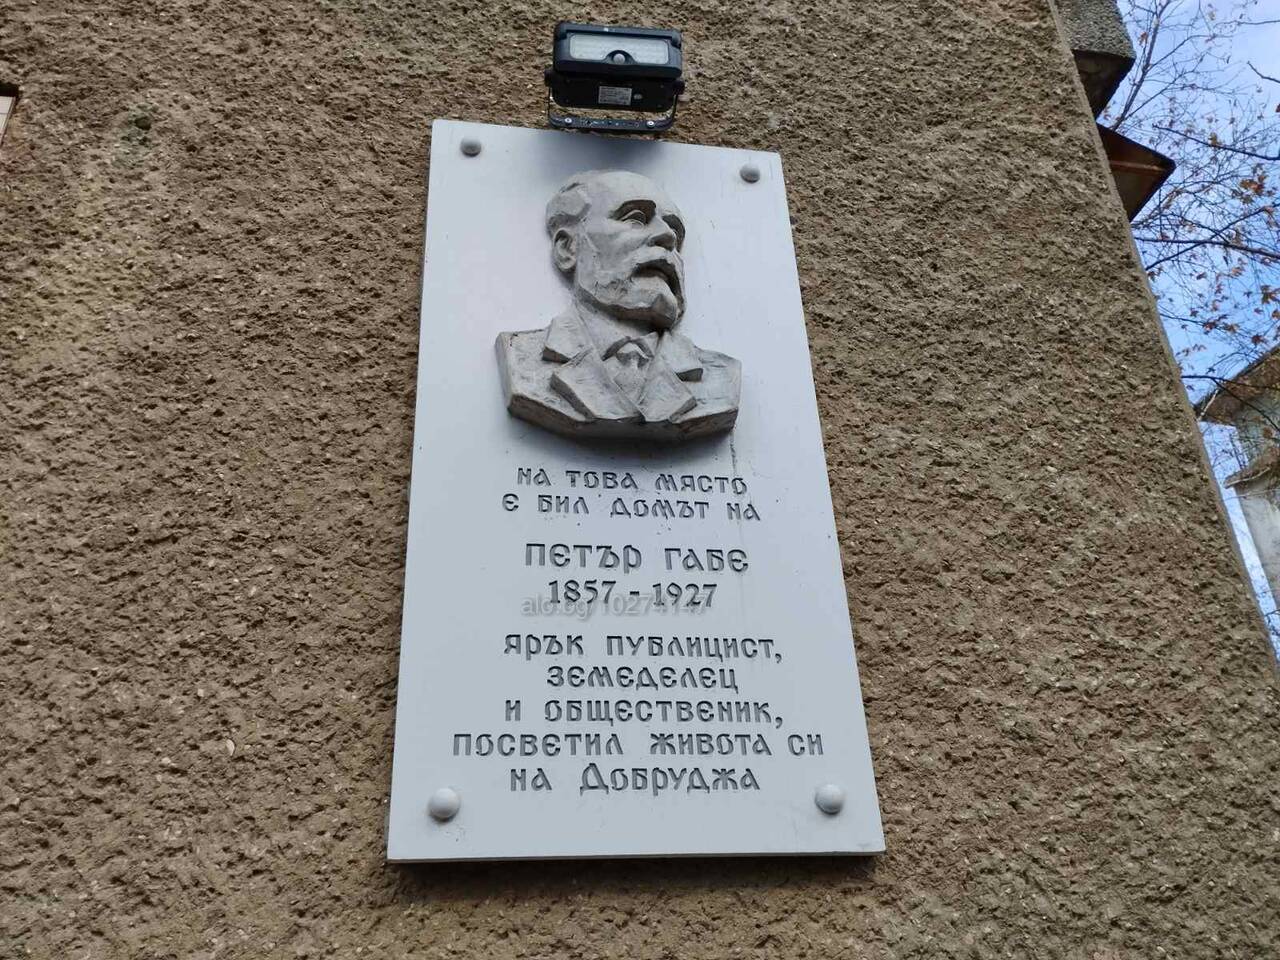 на това място
е бил домът на
Петър Габе
1857 - 1927
ярък публицист,
земеделец
и общественик,
посветил живота си
на Добруджа